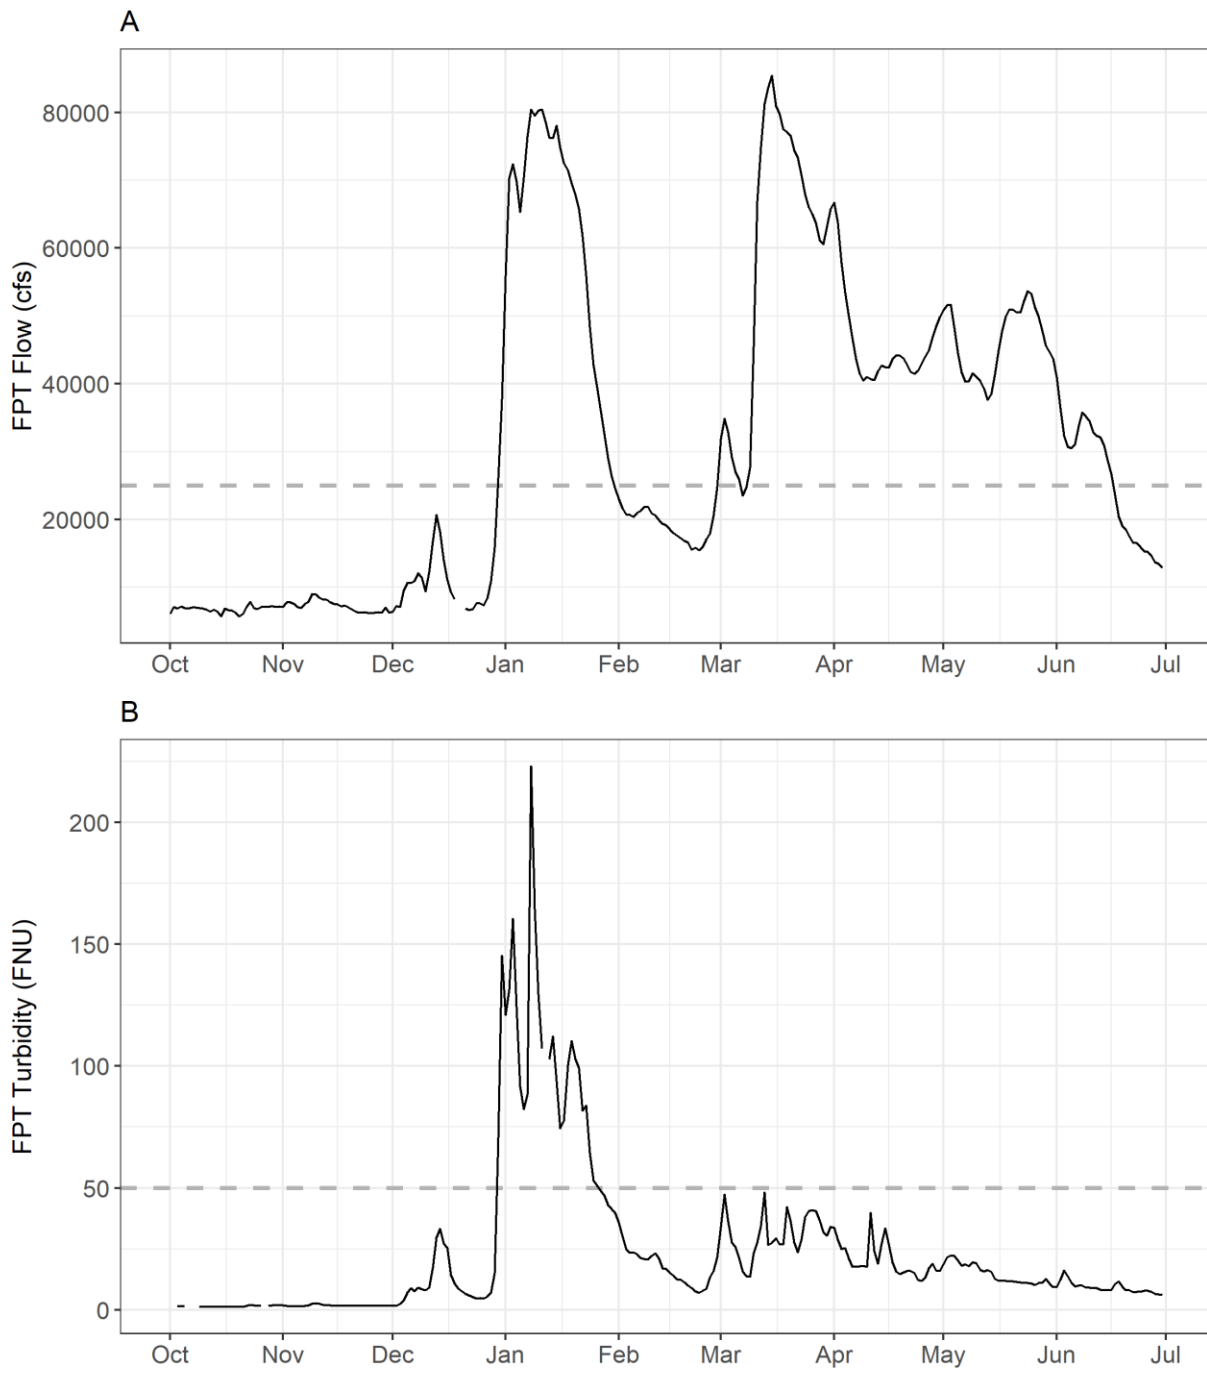 A
80000
60000
40000
20000
FPT Flow (cfs)
Oct Nov Dec Jan Feb Mar Apr May Jun Jul
B
200
150
100
50
0
FPT Turbidity (FNU)
Oct Nov Dec Jan Feb Mar Apr May Jun Jul